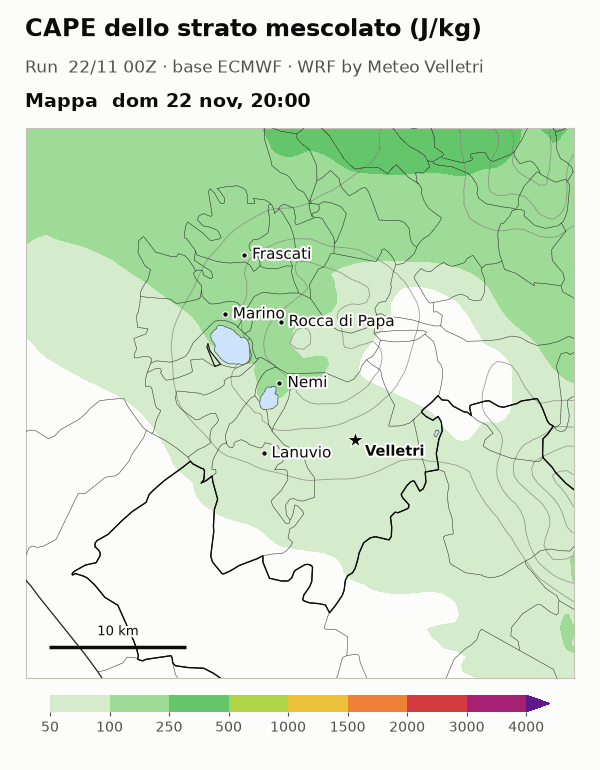 CAPE dello strato mescolato (J/kg)
Run 22/11 00Z · base ECMWF · WRF by Meteo Velletri
Mappa dom 22 nov, 20:00
Frascati
Marino
Rocca di Papa
Nemi
Lanuvio
Velletri
10 km
50 100 250 500 1000 1500 2000 3000 4000